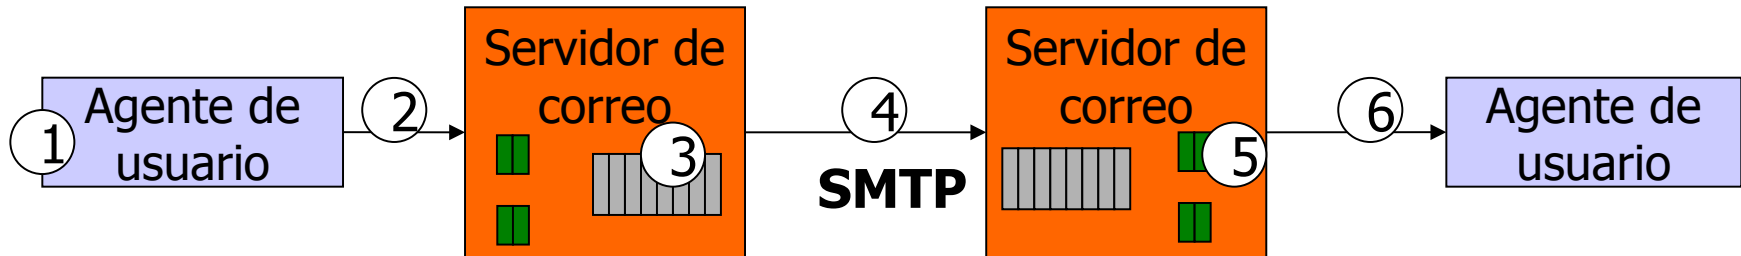 Servidor de
correo
Servidor de
correo
Agente de
usuario
Agente de
usuario
1
2
3
4
5
6
SMTP